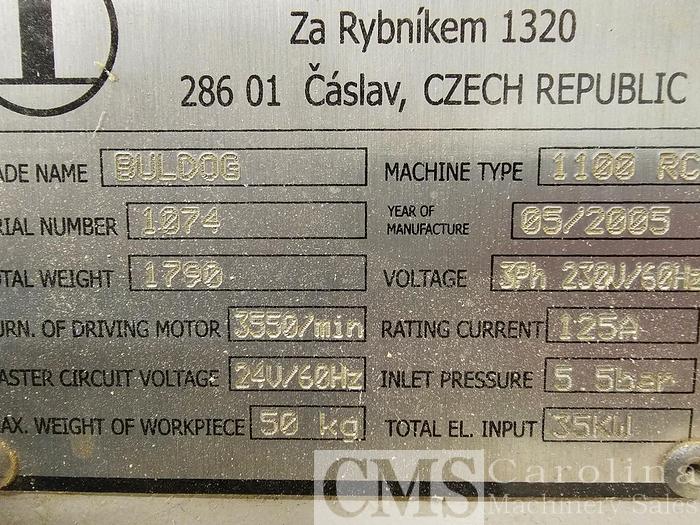 Za Rybníkem 1320
286 01 Čáslav, CZECH REPUBLIC
ADE NAME BULDOG MACHINE TYPE 1100 RC
RIAL NUMBER 1074 YEAR OF MANUFACTURE 05/2005
OTAL WEIGHT 1790 VOLTAGE 3Ph 230V/60Hz
URN. OF DRIVING MOTOR 3550/min RATING CURRENT 125A
ASTER CIRCUIT VOLTAGE 24V/60Hz INLET PRESSURE 5.5bar
AX. WEIGHT OF WORKPIECE 50 kg TOTAL EL. INPUT 35KW
CMS Carolina
Machinery Sales